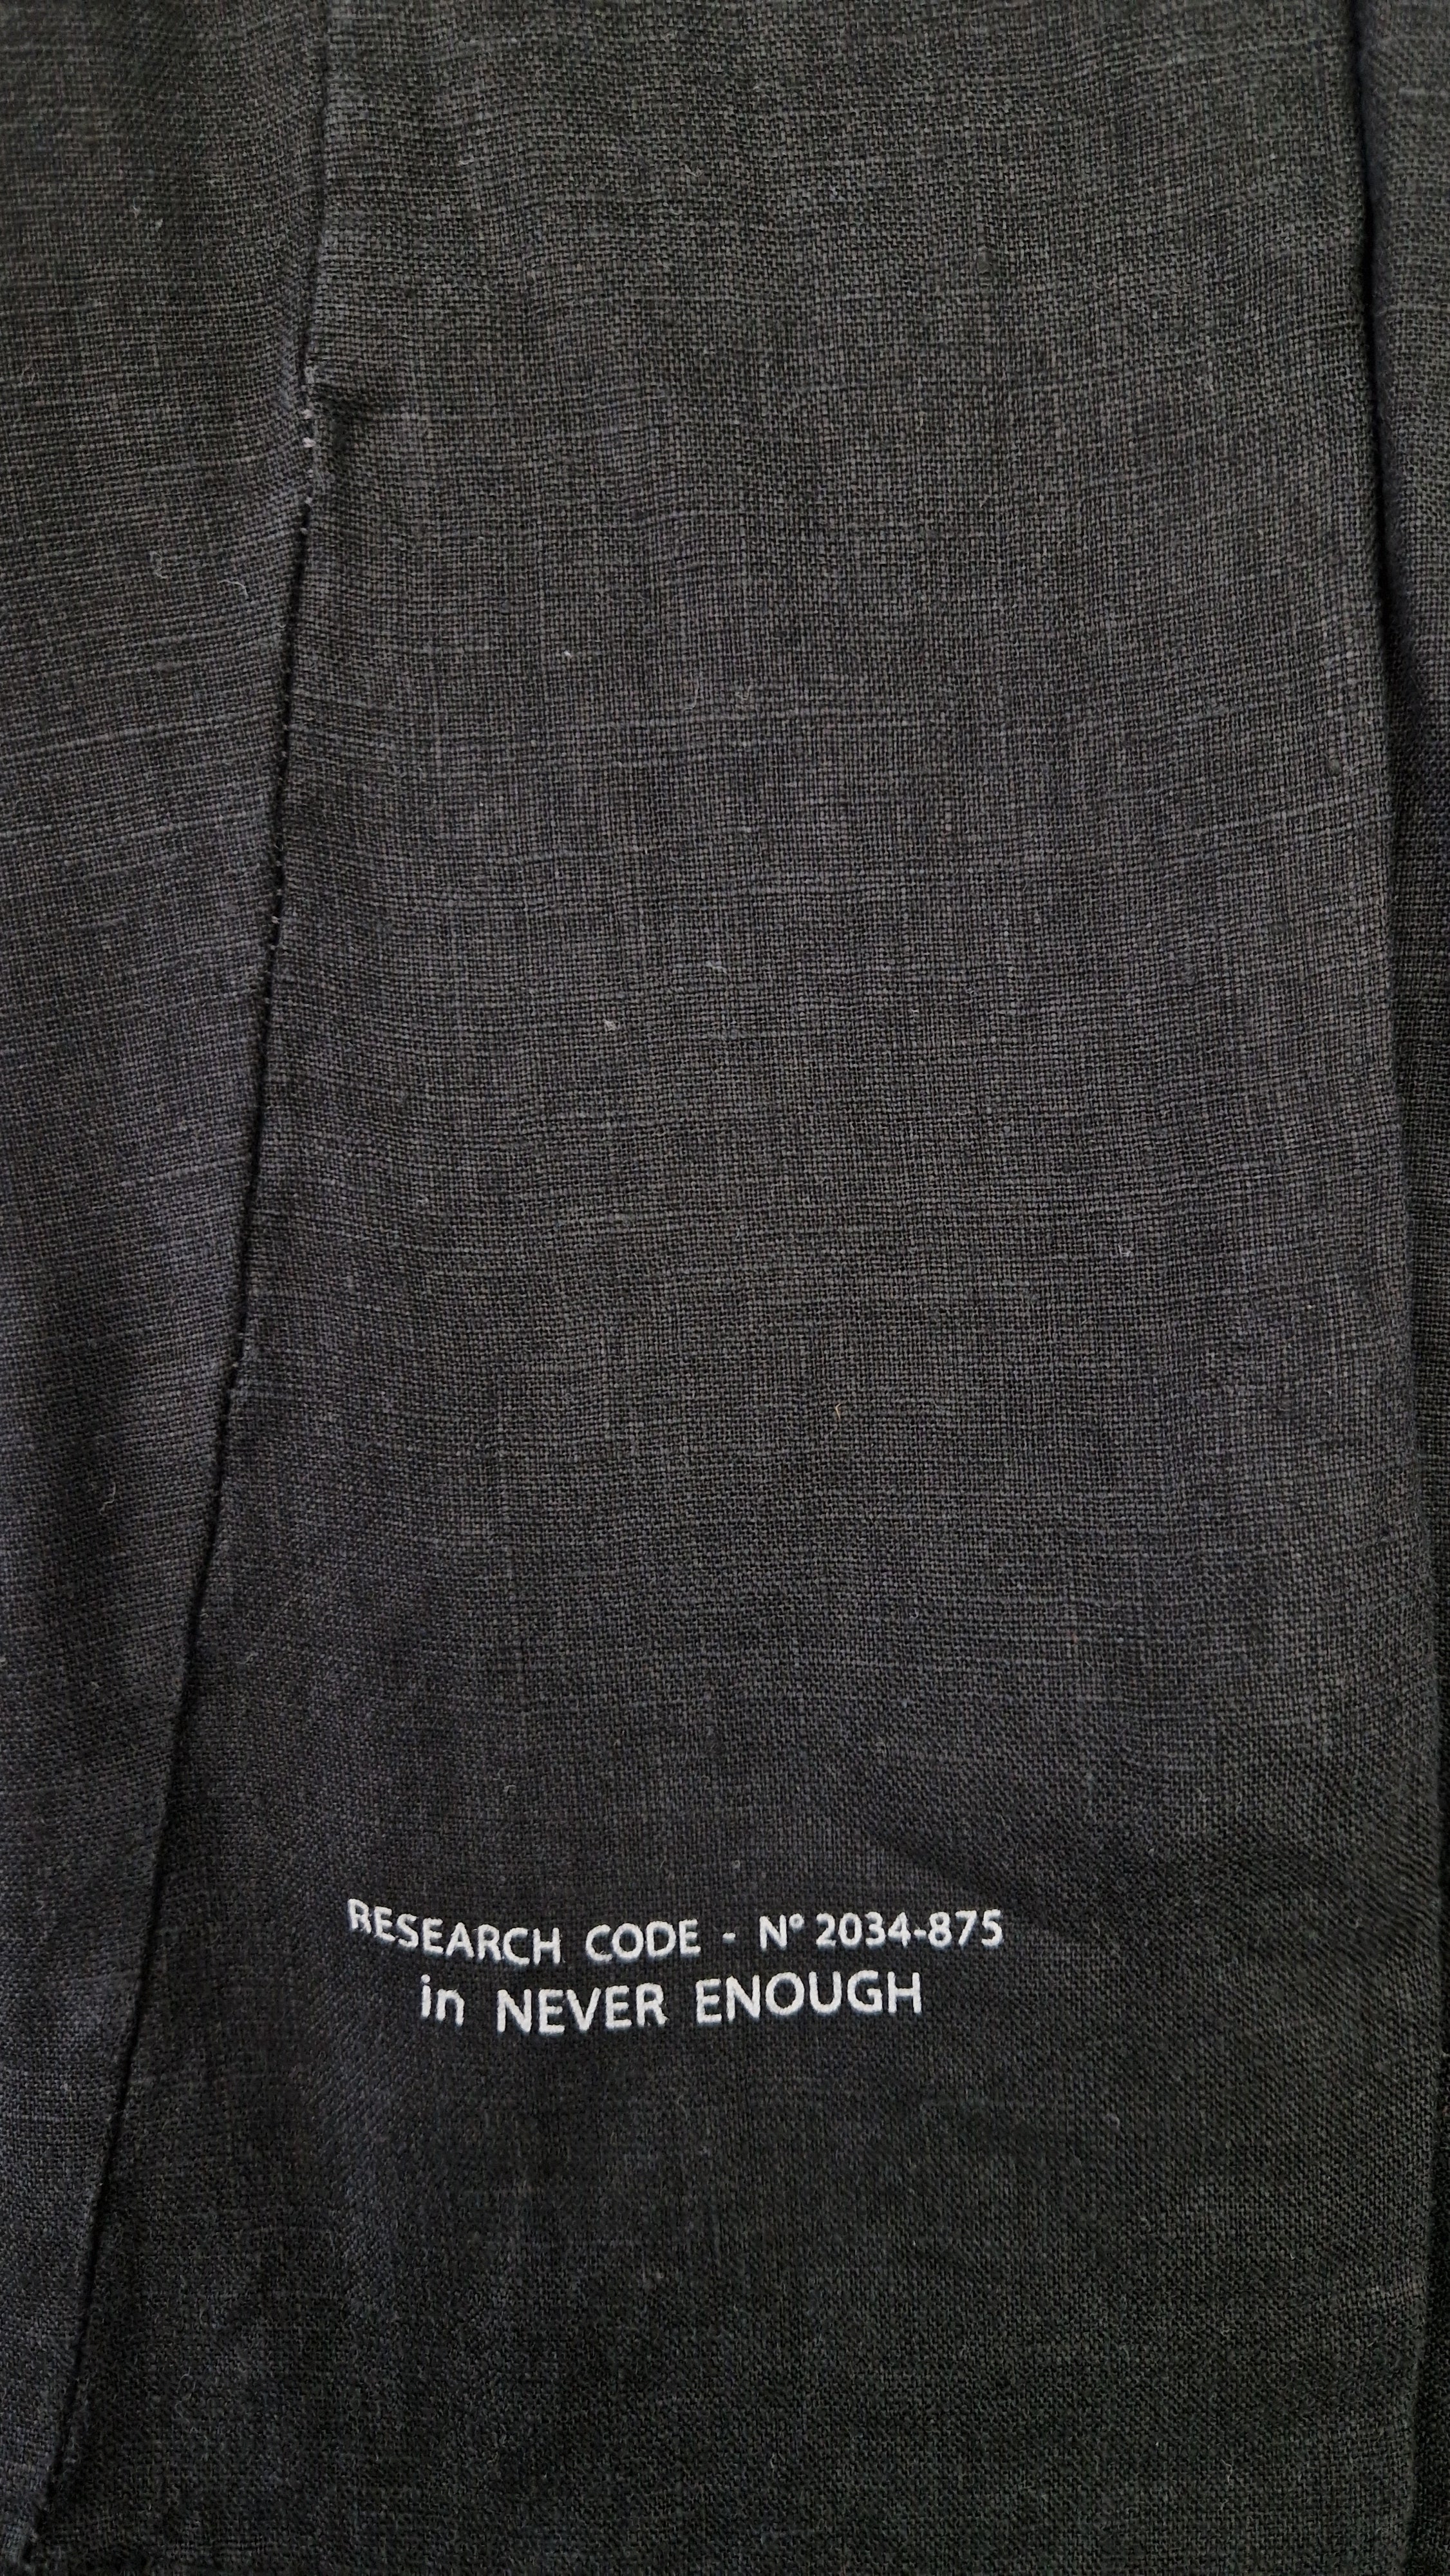 RESEARCH CODE - N° 2034-875
in NEVER ENOUGH